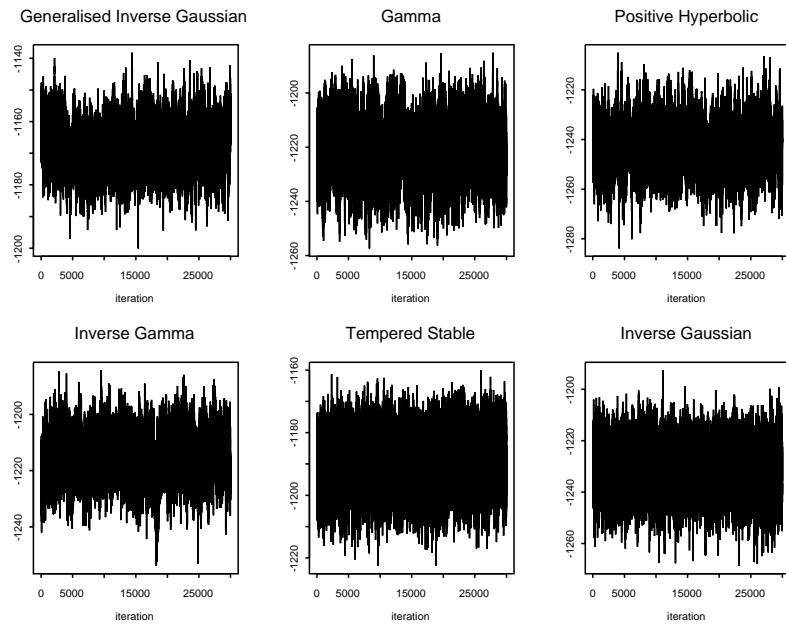 Generalised Inverse Gaussian
-1140
-1160
-1180
-1200
0 5000 15000 25000
iteration
Gamma
-1200
-1220
-1240
-1260
0 5000 15000 25000
iteration
Positive Hyperbolic
-1220
-1240
-1260
-1280
0 5000 15000 25000
iteration
Inverse Gamma
-1200
-1220
-1240
0 5000 15000 25000
iteration
Tempered Stable
-1160
-1180
-1200
-1220
0 5000 15000 25000
iteration
Inverse Gaussian
-1200
-1220
-1240
-1260
0 5000 15000 25000
iteration